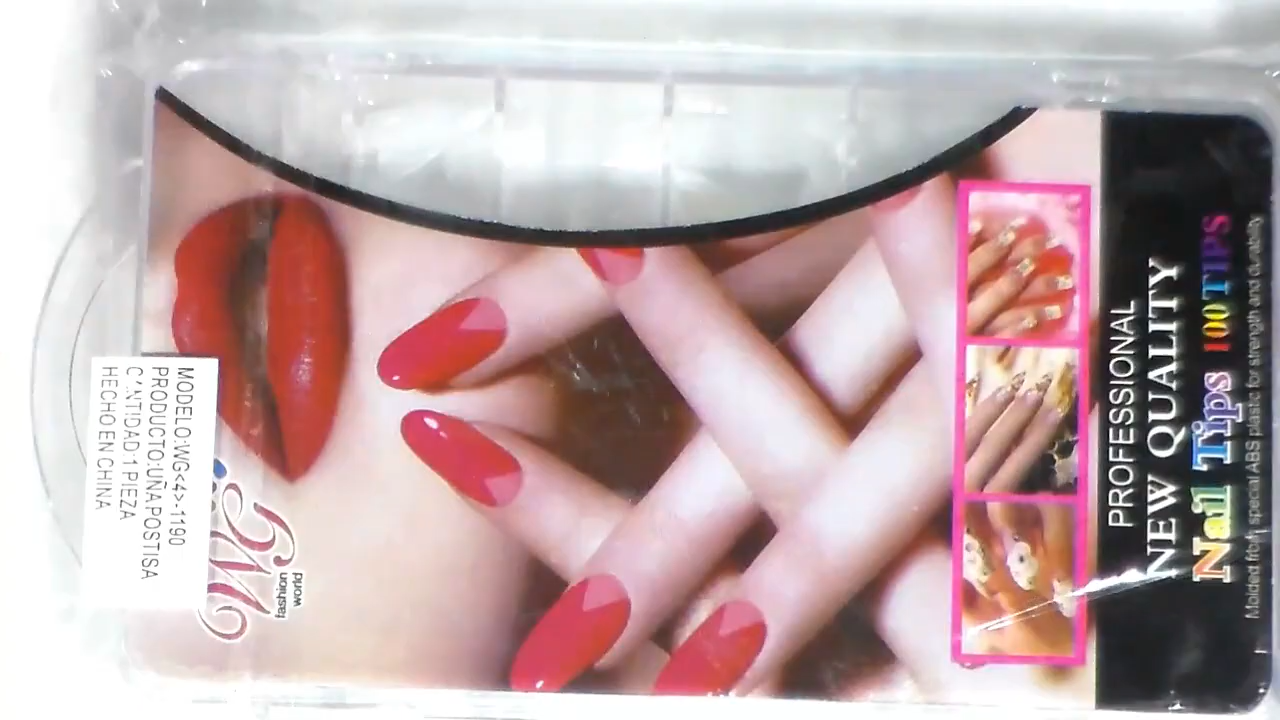 PROFESSIONAL
NEW QUALITY
Nail Tips 100 TIPS
Molded from special ABS plastic for strength and durability
MODELO:WG<4>-1190
PRODUCTO:UÑA POSTISA
CANTIDAD:1 PIEZA
HECHO EN CHINA
fashion
world